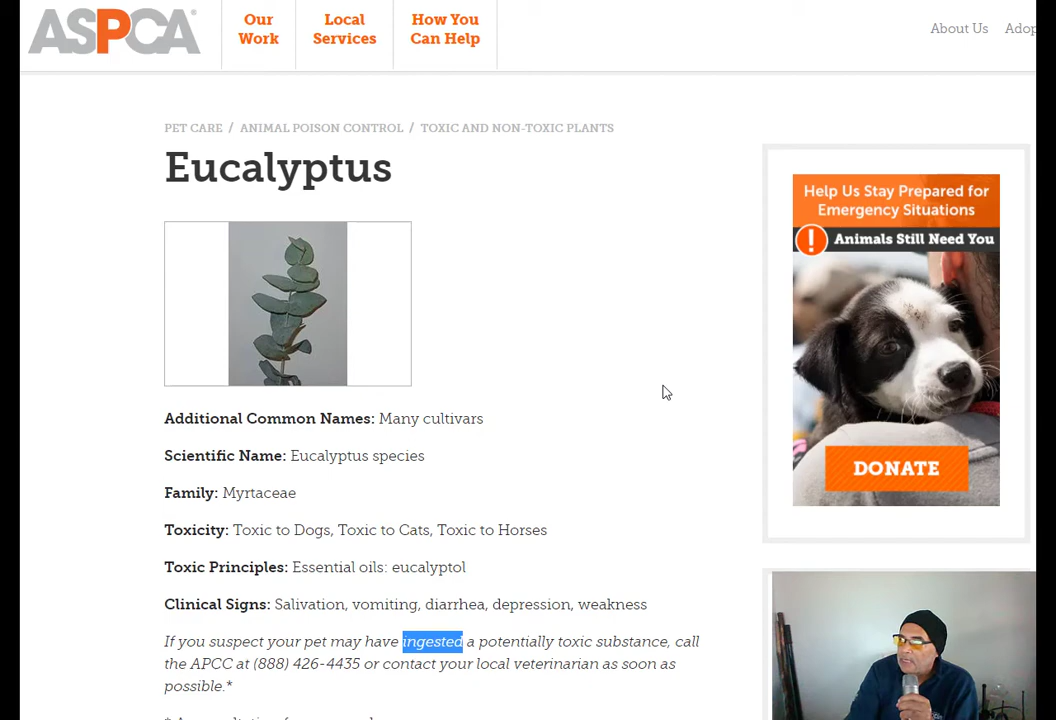 ASPCA®
Our
Work
Local
Services
How You
Can Help
About Us
Adop
PET CARE / ANIMAL POISON CONTROL / TOXIC AND NON-TOXIC PLANTS
Eucalyptus
Additional Common Names: Many cultivars
Scientific Name: Eucalyptus species
Family: Myrtaceae
Toxicity: Toxic to Dogs, Toxic to Cats, Toxic to Horses
Toxic Principles: Essential oils: eucalyptol
Clinical Signs: Salivation, vomiting, diarrhea, depression, weakness
If you suspect your pet may have ingested a potentially toxic substance, call
the APCC at (888) 426-4435 or contact your local veterinarian as soon as
possible.*
Help Us Stay Prepared for
Emergency Situations
! Animals Still Need You
DONATE